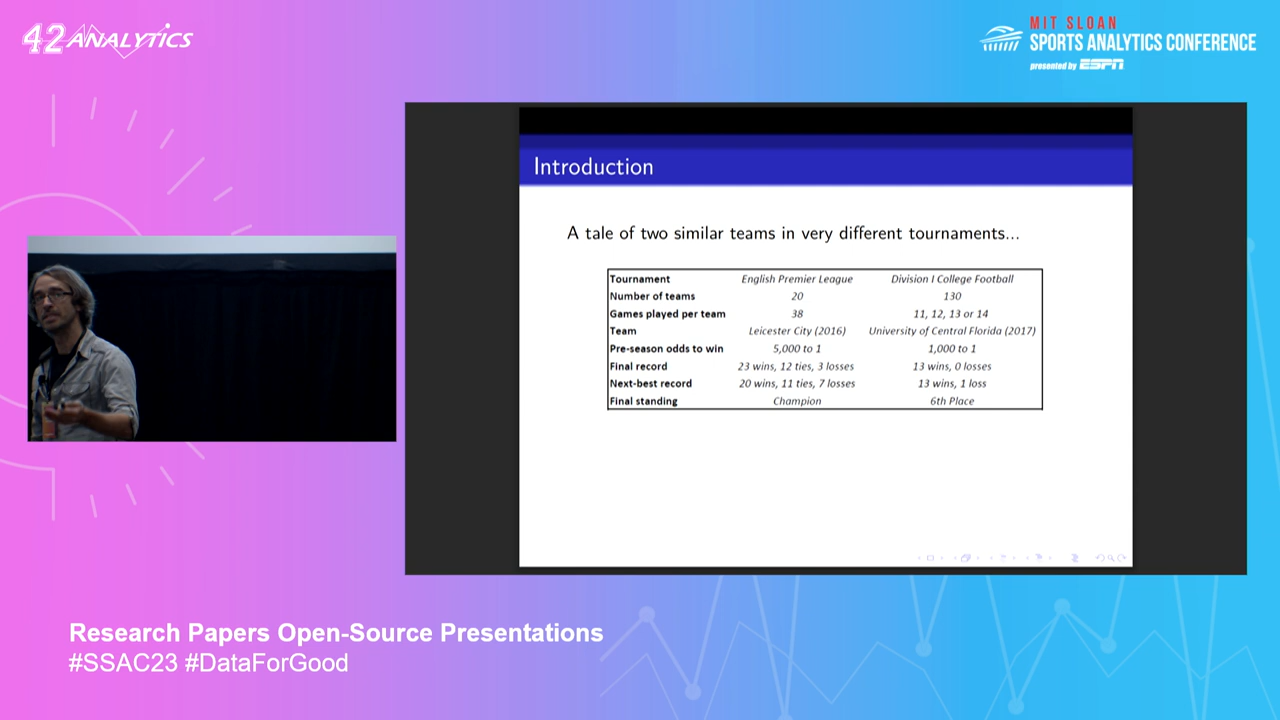 42 ANALYTICS
MIT SLOAN
SPORTS ANALYTICS CONFERENCE
presented by ESPN
Introduction
A tale of two similar teams in very different tournaments...
Tournament English Premier League Division I College Football
Number of teams 20 130
Games played per team 38 11, 12, 13 or 14
Team Leicester City (2016) University of Central Florida (2017)
Pre-season odds to win 5,000 to 1 1,000 to 1
Final record 23 wins, 12 ties, 3 losses 13 wins, 0 losses
Next-best record 20 wins, 11 ties, 7 losses 13 wins, 1 loss
Final standing Champion 6th Place
Research Papers Open-Source Presentations
#SSAC23 #DataForGood